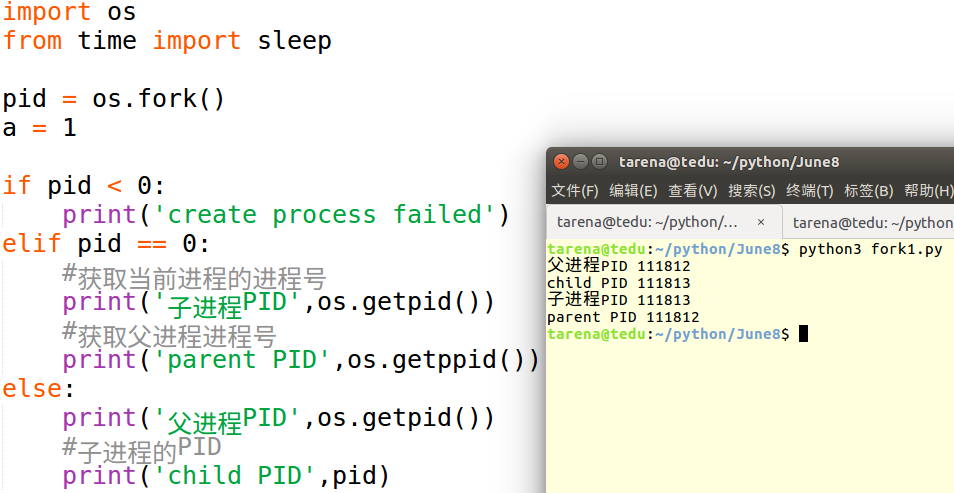 import os
from time import sleep
pid = os.fork()
a = 1
if pid < 0:
print('create process failed')
elif pid == 0:
#获取当前进程的进程号
print('子进程PID',os.getpid())
#获取父进程进程号
print('parent PID',os.getppid())
else:
print('父进程PID',os.getpid())
#子进程的PID
print('child PID',pid)
tarena@tedu: ~/python/June8
文件(F) 编辑(E) 查看(V) 搜索(S) 终端(T) 标签(B) 帮助(H)
tarena@tedu: ~/python/... × tarena@tedu: ~/python
tarena@tedu:~/python/June8$ python3 fork1.py
父进程PID 111812
child PID 111813
子进程PID 111813
parent PID 111812
tarena@tedu:~/python/June8$